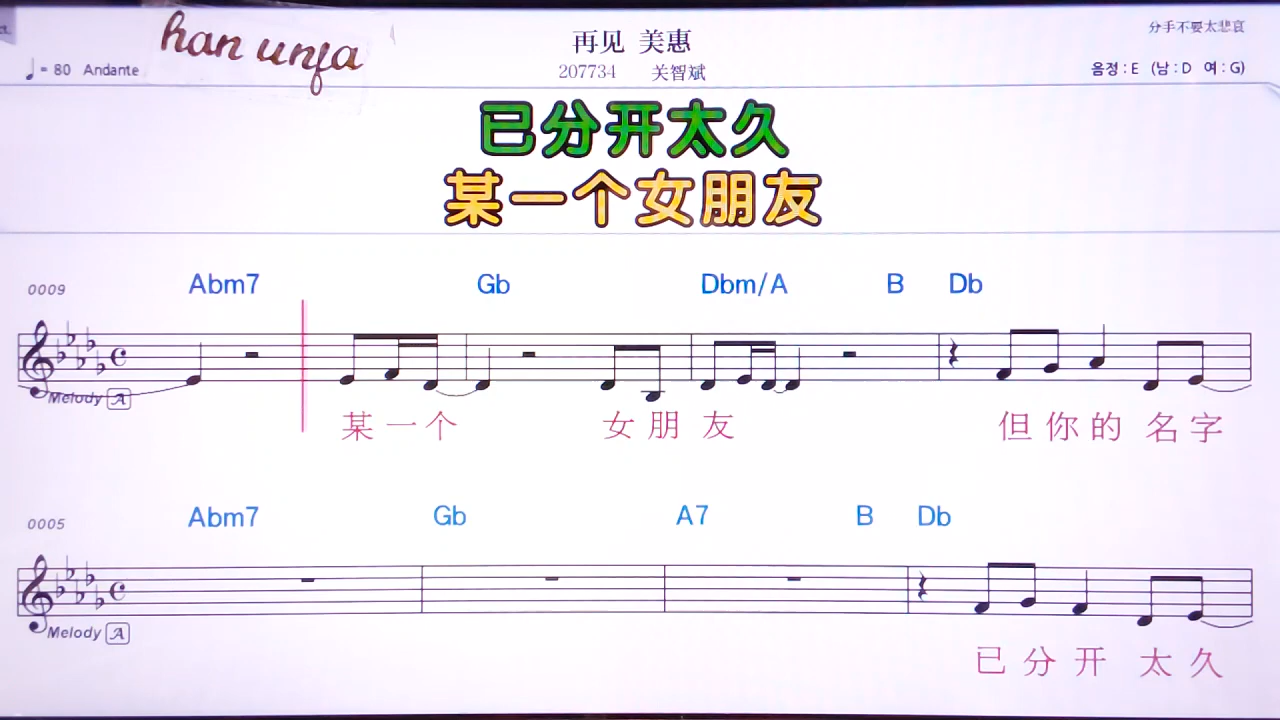 han unfa
再见 美惠
分手不要太悲哀
♩= 80 Andante
207734 关智斌
음정 : E (남 : D 여 : G)
已分开太久
某一个女朋友
0009 Abm7 Gb Dbm/A B Db
Melody A
某一个 女朋友 但你的名字
0005 Abm7 Gb A7 B Db
Melody A
已分开太久